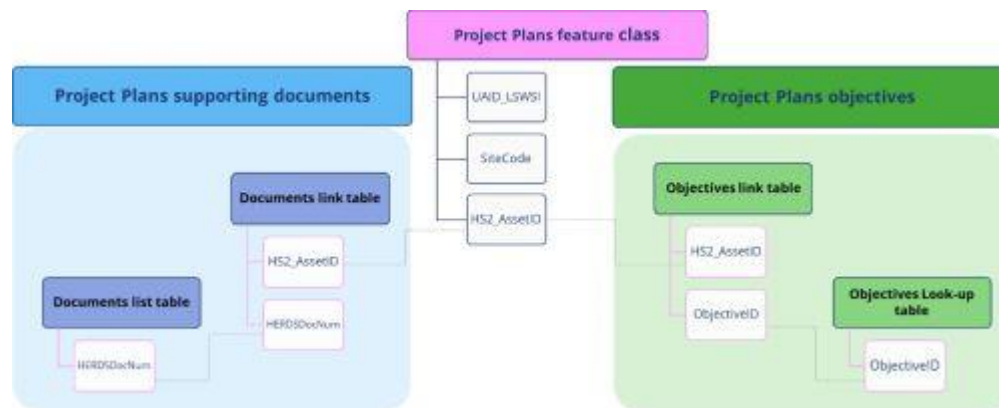 Project Plans feature class
Project Plans supporting documents
Project Plans objectives
UAID_LSWSI
SiteCode
HS2_AssetID
Documents link table
HS2_AssetID
HERDSDocNum
Documents list table
HERDSDocNum
Objectives link table
HS2_AssetID
ObjectiveID
Objectives Look-up
table
ObjectiveID